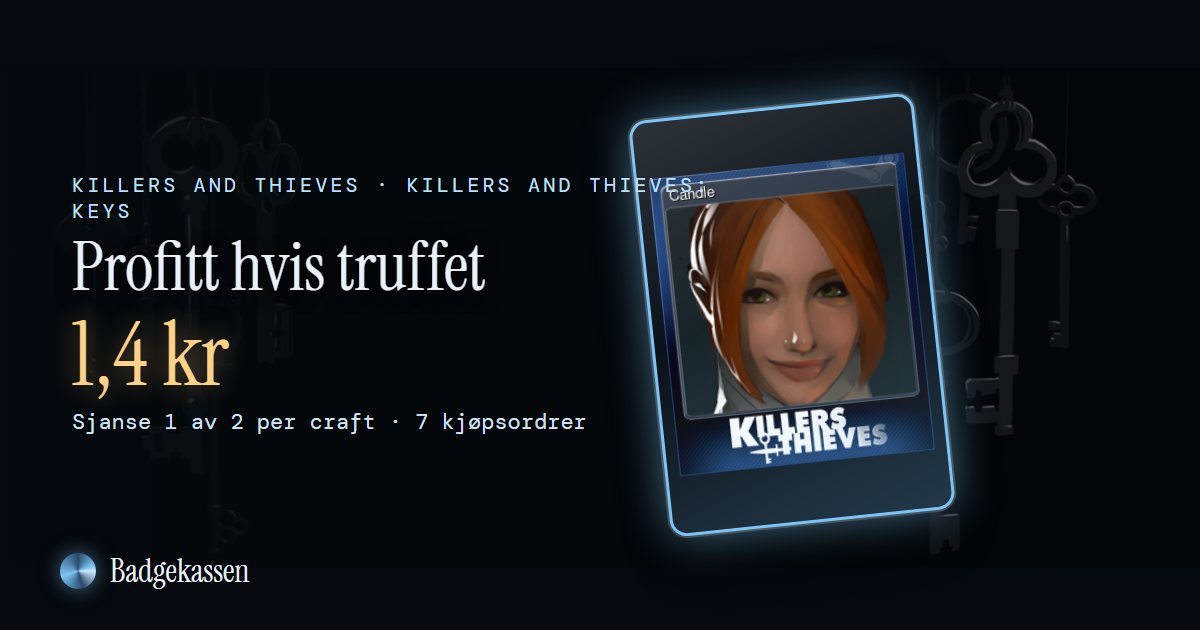 KILLERS AND THIEVES · KILLERS AND THIEVES:
KEYS
Profitt hvis truffet
1,4 kr
Sjanse 1 av 2 per craft · 7 kjøpsordrer
Candle
KILLERS
THIEVES
Badgekassen